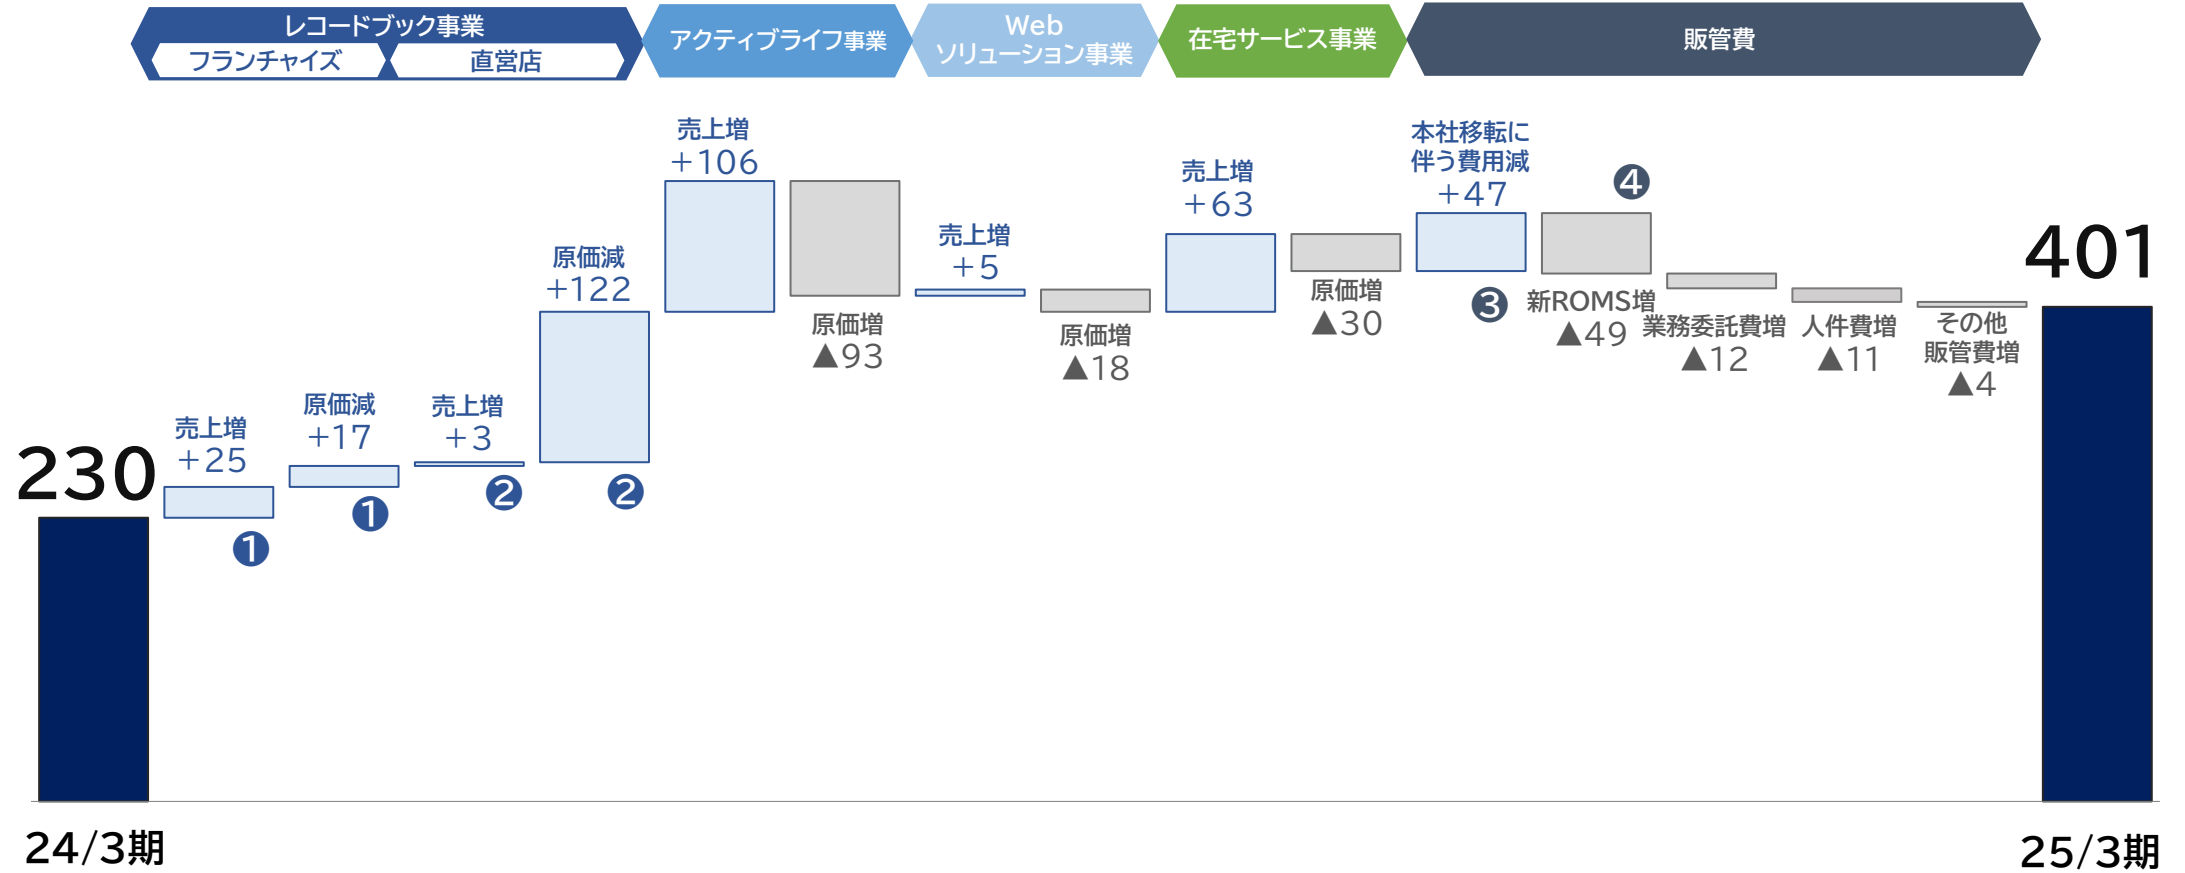 レコードブック事業
フランチャイズ
直営店
アクティブライフ事業
Web
ソリューション事業
在宅サービス事業
販管費
230
売上増
+25
❶
原価減
+17
❶
売上増
+3
❷
原価減
+122
❷
売上増
+106
原価増
▲93
売上増
+5
原価増
▲18
売上増
+63
原価増
▲30
本社移転に
伴う費用減
+47
❸
❹
新ROMS増
▲49
業務委託費増
▲12
人件費増
▲11
その他
販管費増
▲4
401
24/3期
25/3期